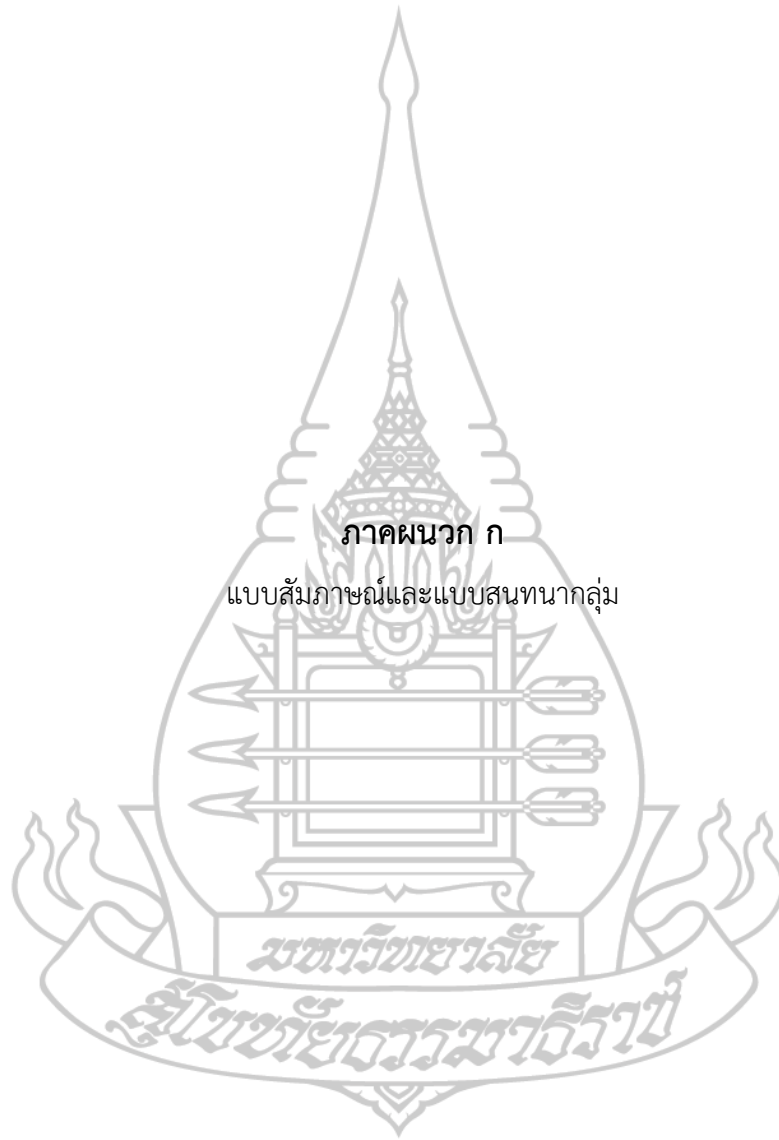 ภาคผนวก ก
แบบสัมภาษณ์และแบบสนทนากลุ่ม
มหาวิทยาลัย
สุโขทัยธรรมาธิราช